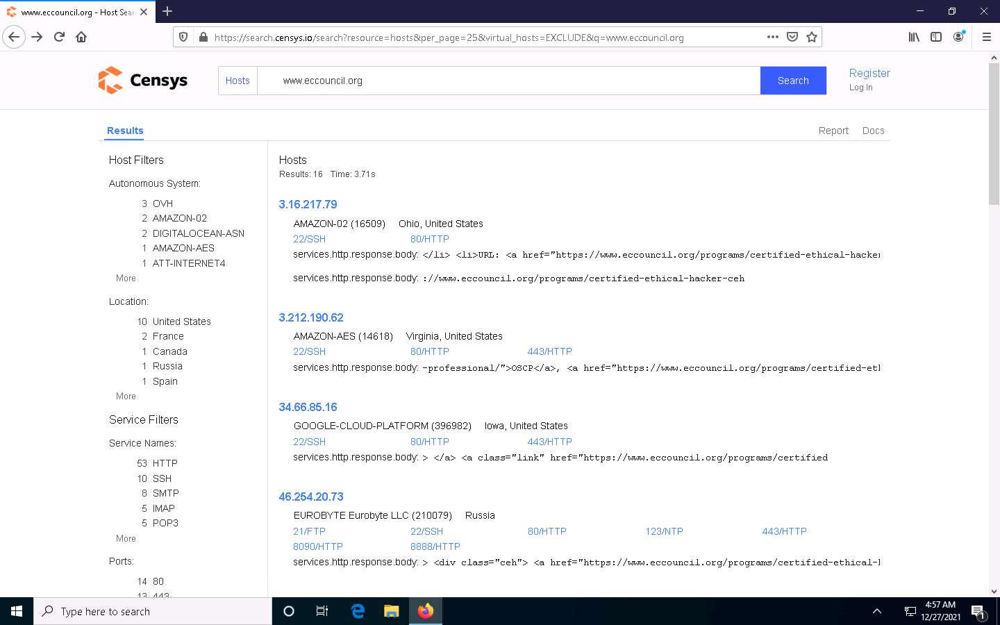 www.eccouncil.org - Host Sear
https://search.censys.io/search?resource=hosts&per_page=25&virtual_hosts=EXCLUDE&q=www.eccouncil.org
Censys
Hosts
www.eccouncil.org
Search
Register
Log In
Results
Report
Docs
Host Filters
Autonomous System:
3 OVH
2 AMAZON-02
2 DIGITALOCEAN-ASN
1 AMAZON-AES
1 ATT-INTERNET4
More
Location:
10 United States
2 France
1 Canada
1 Russia
1 Spain
More
Service Filters
Service Names:
53 HTTP
10 SSH
8 SMTP
5 IMAP
5 POP3
More
Ports:
14 80
13 443
Hosts
Results: 16 Time: 3.71s
3.16.217.79
AMAZON-02 (16509) Ohio, United States
22/SSH 80/HTTP
services.http.response.body: </li> <li>URL: <a href="https://www.eccouncil.org/programs/certified-ethical-hacker
services.http.response.body: ://www.eccouncil.org/programs/certified-ethical-hacker-ceh
3.212.190.62
AMAZON-AES (14618) Virginia, United States
22/SSH 80/HTTP 443/HTTP
services.http.response.body: -professional/">OSCP</a>, <a href="https://www.eccouncil.org/programs/certified-etl
34.66.85.16
GOOGLE-CLOUD-PLATFORM (396982) Iowa, United States
22/SSH 80/HTTP 443/HTTP
services.http.response.body: > </a> <a class="link" href="https://www.eccouncil.org/programs/certified
46.254.20.73
EUROBYTE Eurobyte LLC (210079) Russia
21/FTP 22/SSH 80/HTTP 123/NTP 443/HTTP
8090/HTTP 8888/HTTP
services.http.response.body: > <div class="ceh"> <a href="https://www.eccouncil.org/programs/certified-ethical-l
Type here to search
4:57 AM
12/27/2021
1